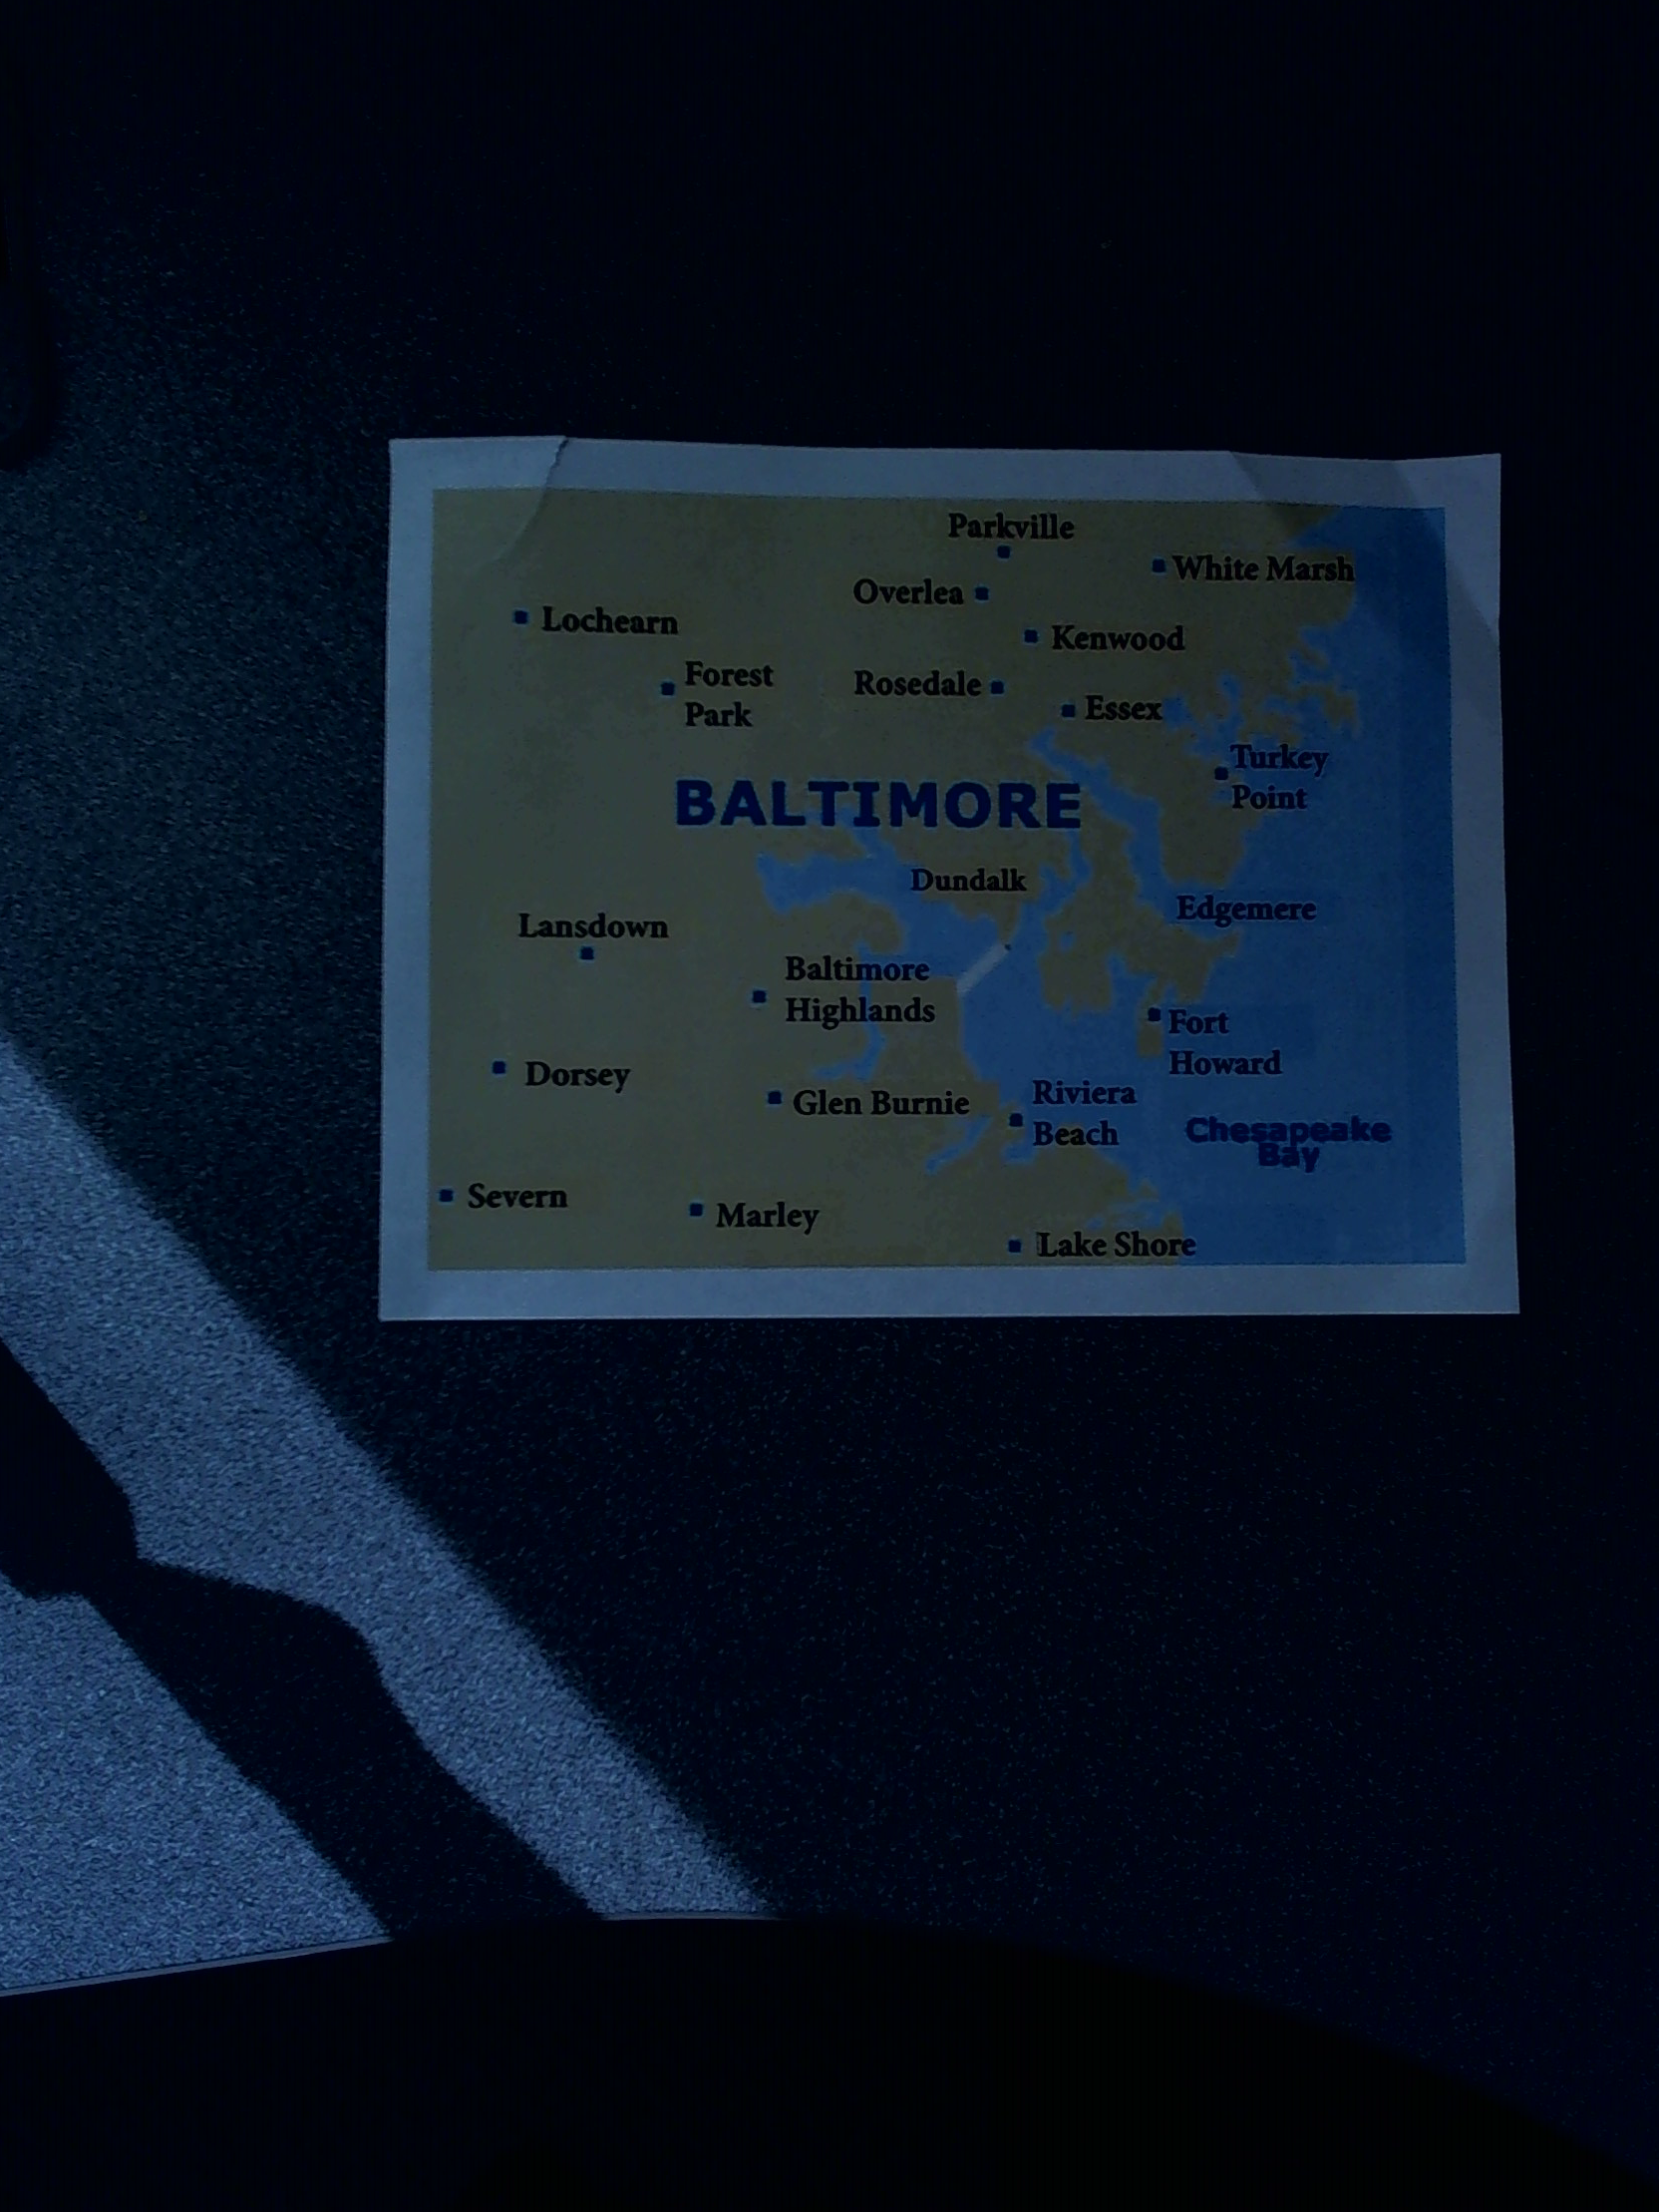 Parkville
White Marsh
Overlea
Lochearn
Kenwood
Forest
Park
Rosedale
Essex
Turkey
Point
BALTIMORE
Dundalk
Edgemere
Lansdown
Baltimore
Highlands
Fort
Howard
Dorsey
Glen Burnie
Riviera
Beach
Chesapeake
Bay
Severn
Marley
Lake Shore